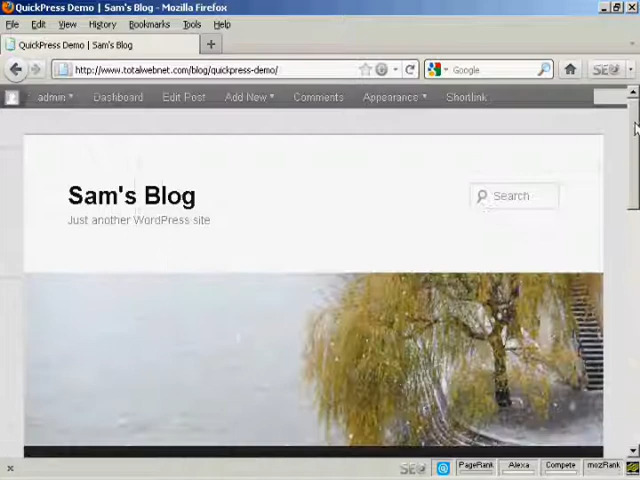 QuickPress Demo | Sam's Blog - Mozilla Firefox
File Edit View History Bookmarks Tools Help
QuickPress Demo | Sam's Blog
http://www.totalwebnet.com/blog/quickpress-demo/
Google
SE
admin Dashboard Edit Post Add New Comments Appearance Shortlink
Sam's Blog
Search
Just another WordPress site
SE PageRank Alexa Compete mozRank